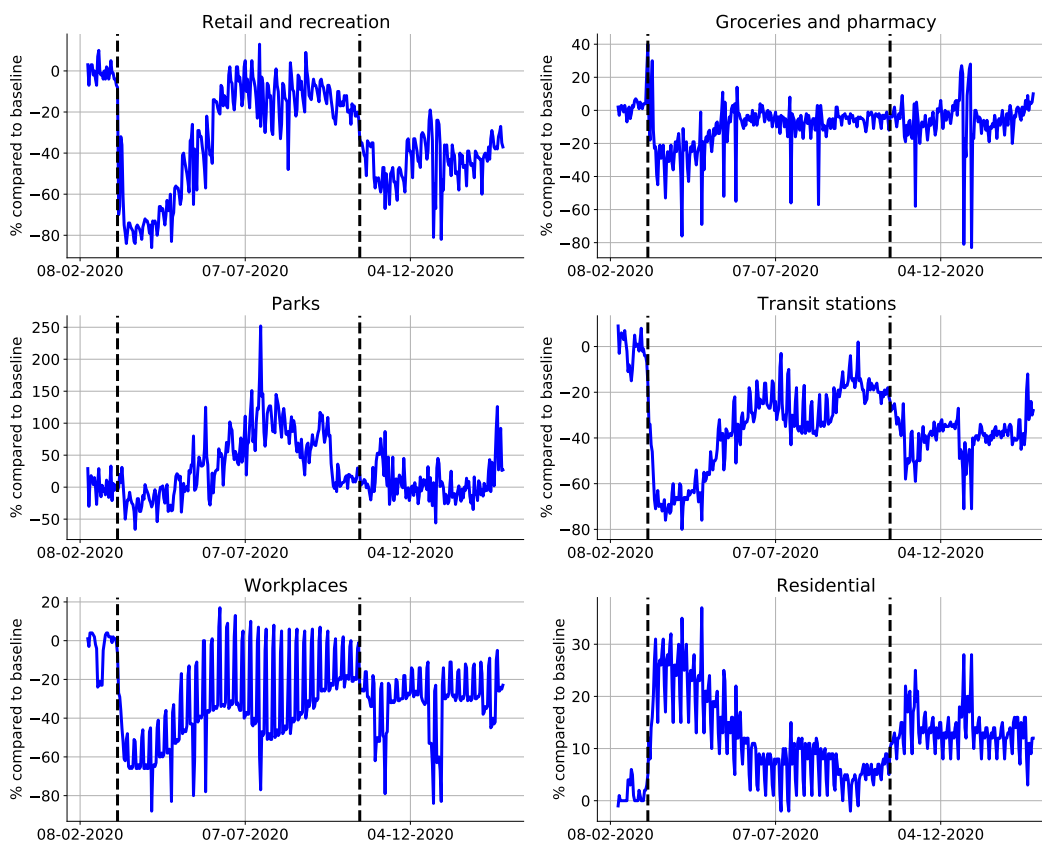 Retail and recreation
% compared to baseline
0
−20
−40
−60
−80
08-02-2020 07-07-2020 04-12-2020
Groceries and pharmacy
% compared to baseline
40
20
0
−20
−40
−60
−80
08-02-2020 07-07-2020 04-12-2020
Parks
% compared to baseline
250
200
150
100
50
0
−50
08-02-2020 07-07-2020 04-12-2020
Transit stations
% compared to baseline
0
−20
−40
−60
−80
08-02-2020 07-07-2020 04-12-2020
Workplaces
% compared to baseline
20
0
−20
−40
−60
−80
08-02-2020 07-07-2020 04-12-2020
Residential
% compared to baseline
30
20
10
0
08-02-2020 07-07-2020 04-12-2020